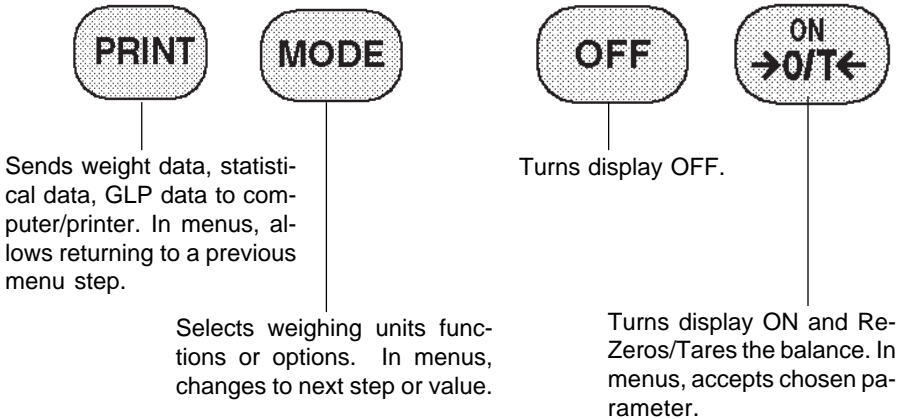 PRINT
MODE
OFF
ON
→0/T←
Sends weight data, statisti-
cal data, GLP data to com-
puter/printer. In menus, al-
lows returning to a previous
menu step.
Turns display OFF.
Selects weighing units func-
tions or options. In menus,
changes to next step or value.
Turns display ON and Re-
Zeros/Tares the balance. In
menus, accepts chosen pa-
rameter.